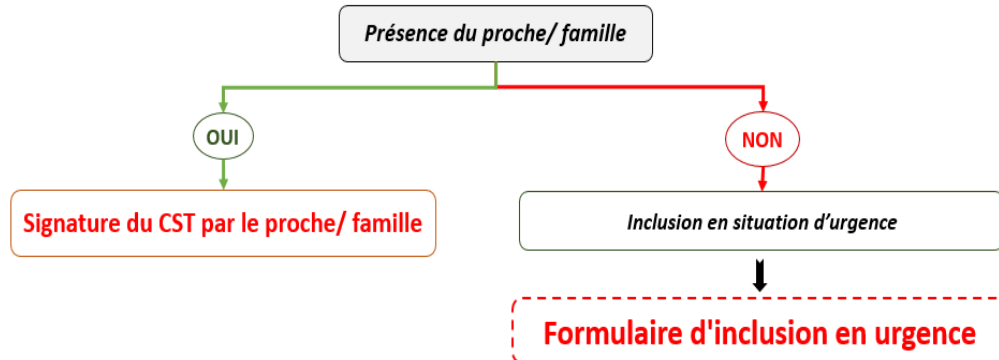 Présence du proche/ famille
OUI
NON
Signature du CST par le proche/ famille
Inclusion en situation d’urgence
Formulaire d'inclusion en urgence